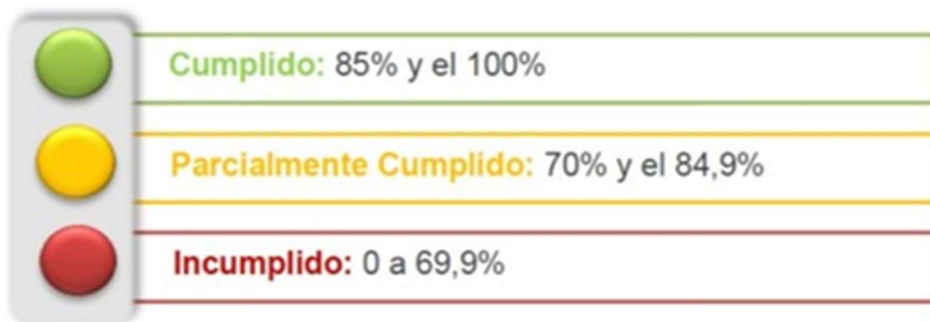 Cumplido: 85% y el 100%
Parcialmente Cumplido: 70% y el 84,9%
Incumplido: 0 a 69,9%